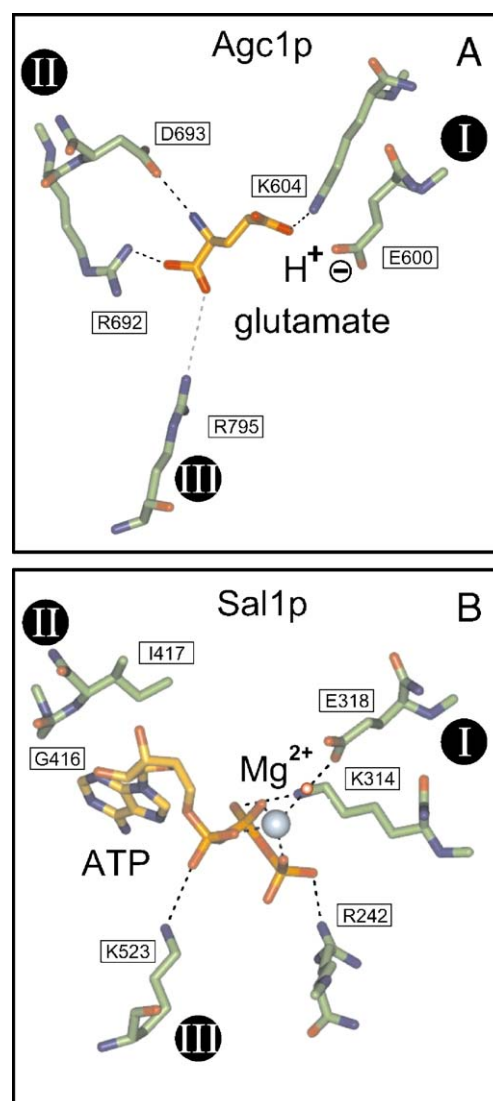 Agc1p
A
II
D693
I
K604
H+ ⊖
E600
glutamate
R692
R795
III
Sal1p
B
II
I417
E318
I
Mg2+
G416
K314
ATP
R242
K523
III